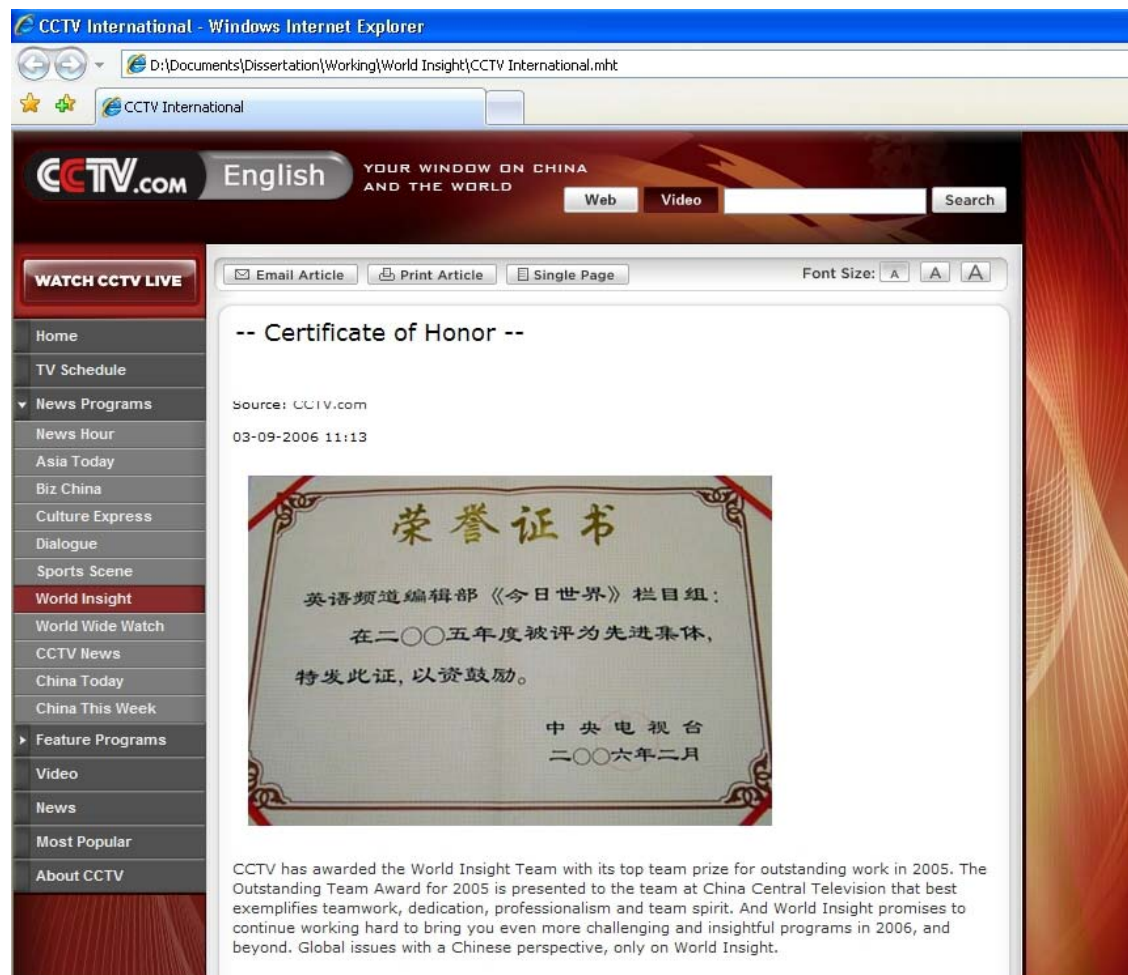 CCTV International - Windows Internet Explorer
D:\Documents\Dissertation\Working\World Insight\CCTV International.mht
CCTV International
CCTV.COM English
YOUR WINDOW ON CHINA
AND THE WORLD
Web Video Search
WATCH CCTV LIVE
Email Article Print Article Single Page Font Size: A A A
Home
TV Schedule
News Programs
News Hour
Asia Today
Biz China
Culture Express
Dialogue
Sports Scene
World Insight
World Wide Watch
CCTV News
China Today
China This Week
Feature Programs
Video
News
Most Popular
About CCTV
-- Certificate of Honor --
Source: CCTV.com
03-09-2006 11:13
荣誉证书
英语频道编辑部《今日世界》栏目组：
在二〇〇五年度被评为先进集体，
特发此证，以资鼓励。
中央电视台
二〇〇六年二月
CCTV has awarded the World Insight Team with its top team prize for outstanding work in 2005. The
Outstanding Team Award for 2005 is presented to the team at China Central Television that best
exemplifies teamwork, dedication, professionalism and team spirit. And World Insight promises to
continue working hard to bring you even more challenging and insightful programs in 2006, and
beyond. Global issues with a Chinese perspective, only on World Insight.